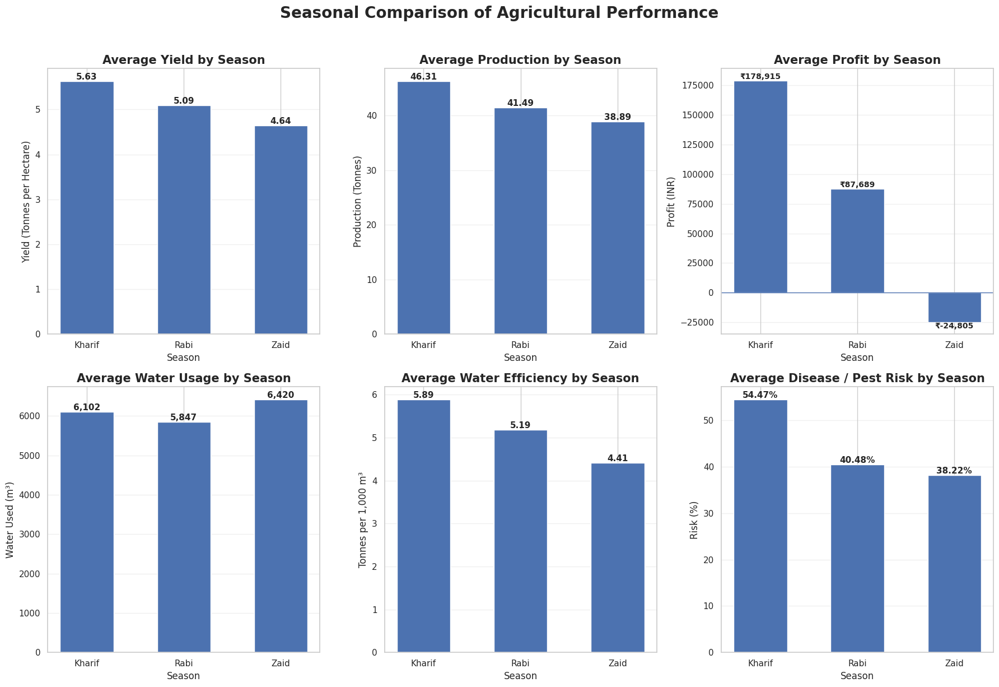 Seasonal Comparison of Agricultural Performance
Average Yield by Season
Yield (Tonnes per Hectare)
5
4
3
2
1
0
5.63
5.09
4.64
Kharif
Rabi
Zaid
Season
Average Production by Season
Production (Tonnes)
40
30
20
10
0
46.31
41.49
38.89
Kharif
Rabi
Zaid
Season
Average Profit by Season
Profit (INR)
175000
150000
125000
100000
75000
50000
25000
0
−25000
₹178,915
₹87,689
₹-24,805
Kharif
Rabi
Zaid
Season
Average Water Usage by Season
Water Used (m³)
6000
5000
4000
3000
2000
1000
0
6,102
5,847
6,420
Kharif
Rabi
Zaid
Season
Average Water Efficiency by Season
Tonnes per 1,000 m³
6
5
4
3
2
1
0
5.89
5.19
4.41
Kharif
Rabi
Zaid
Season
Average Disease / Pest Risk by Season
Risk (%)
50
40
30
20
10
0
54.47%
40.48%
38.22%
Kharif
Rabi
Zaid
Season